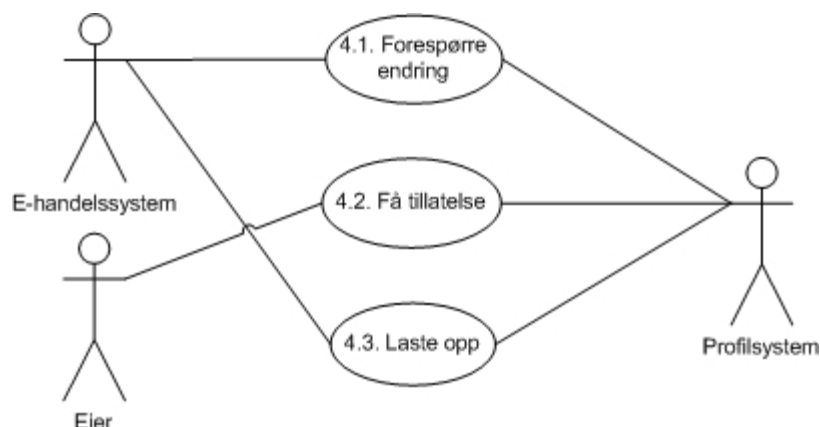 4.1. Forespørre
endring
E-handelssystem
4.2. Få tillatelse
4.3. Laste opp
Profilsystem
Eier